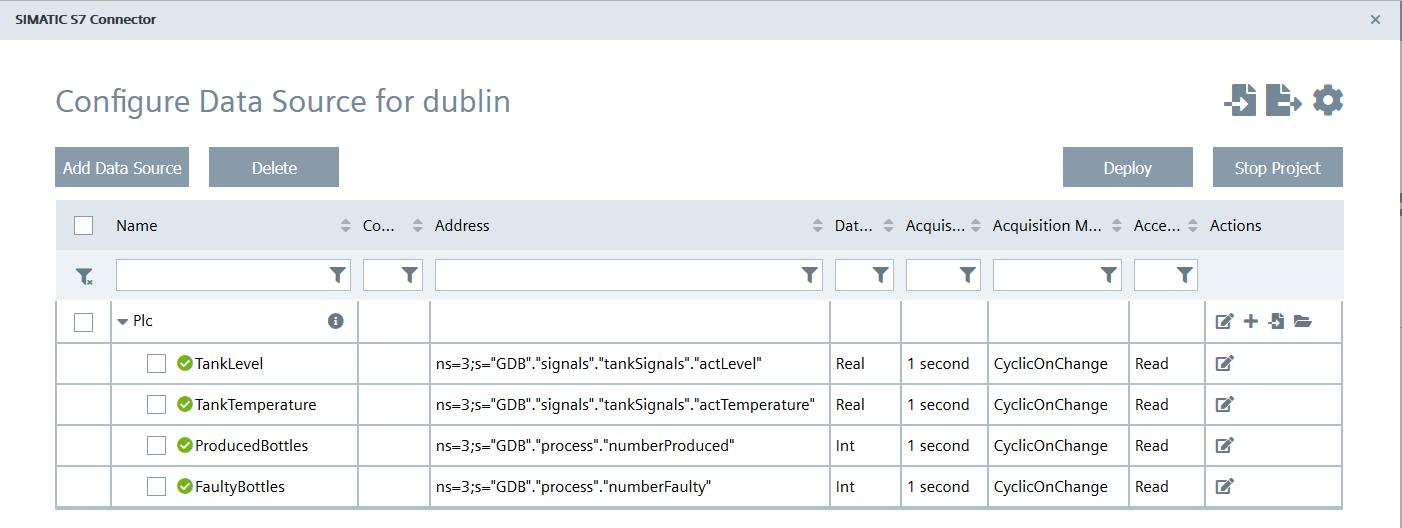 SIMATIC S7 Connector
Configure Data Source for dublin
Add Data Source Delete Deploy Stop Project
Name Co... Address Dat... Acquis... Acquisition M... Acce... Actions
Plc
TankLevel ns=3;s="GDB"."signals"."tankSignals"."actLevel" Real 1 second CyclicOnChange Read
TankTemperature ns=3;s="GDB"."signals"."tankSignals"."actTemperature" Real 1 second CyclicOnChange Read
ProducedBottles ns=3;s="GDB"."process"."numberProduced" Int 1 second CyclicOnChange Read
FaultyBottles ns=3;s="GDB"."process"."numberFaulty" Int 1 second CyclicOnChange Read